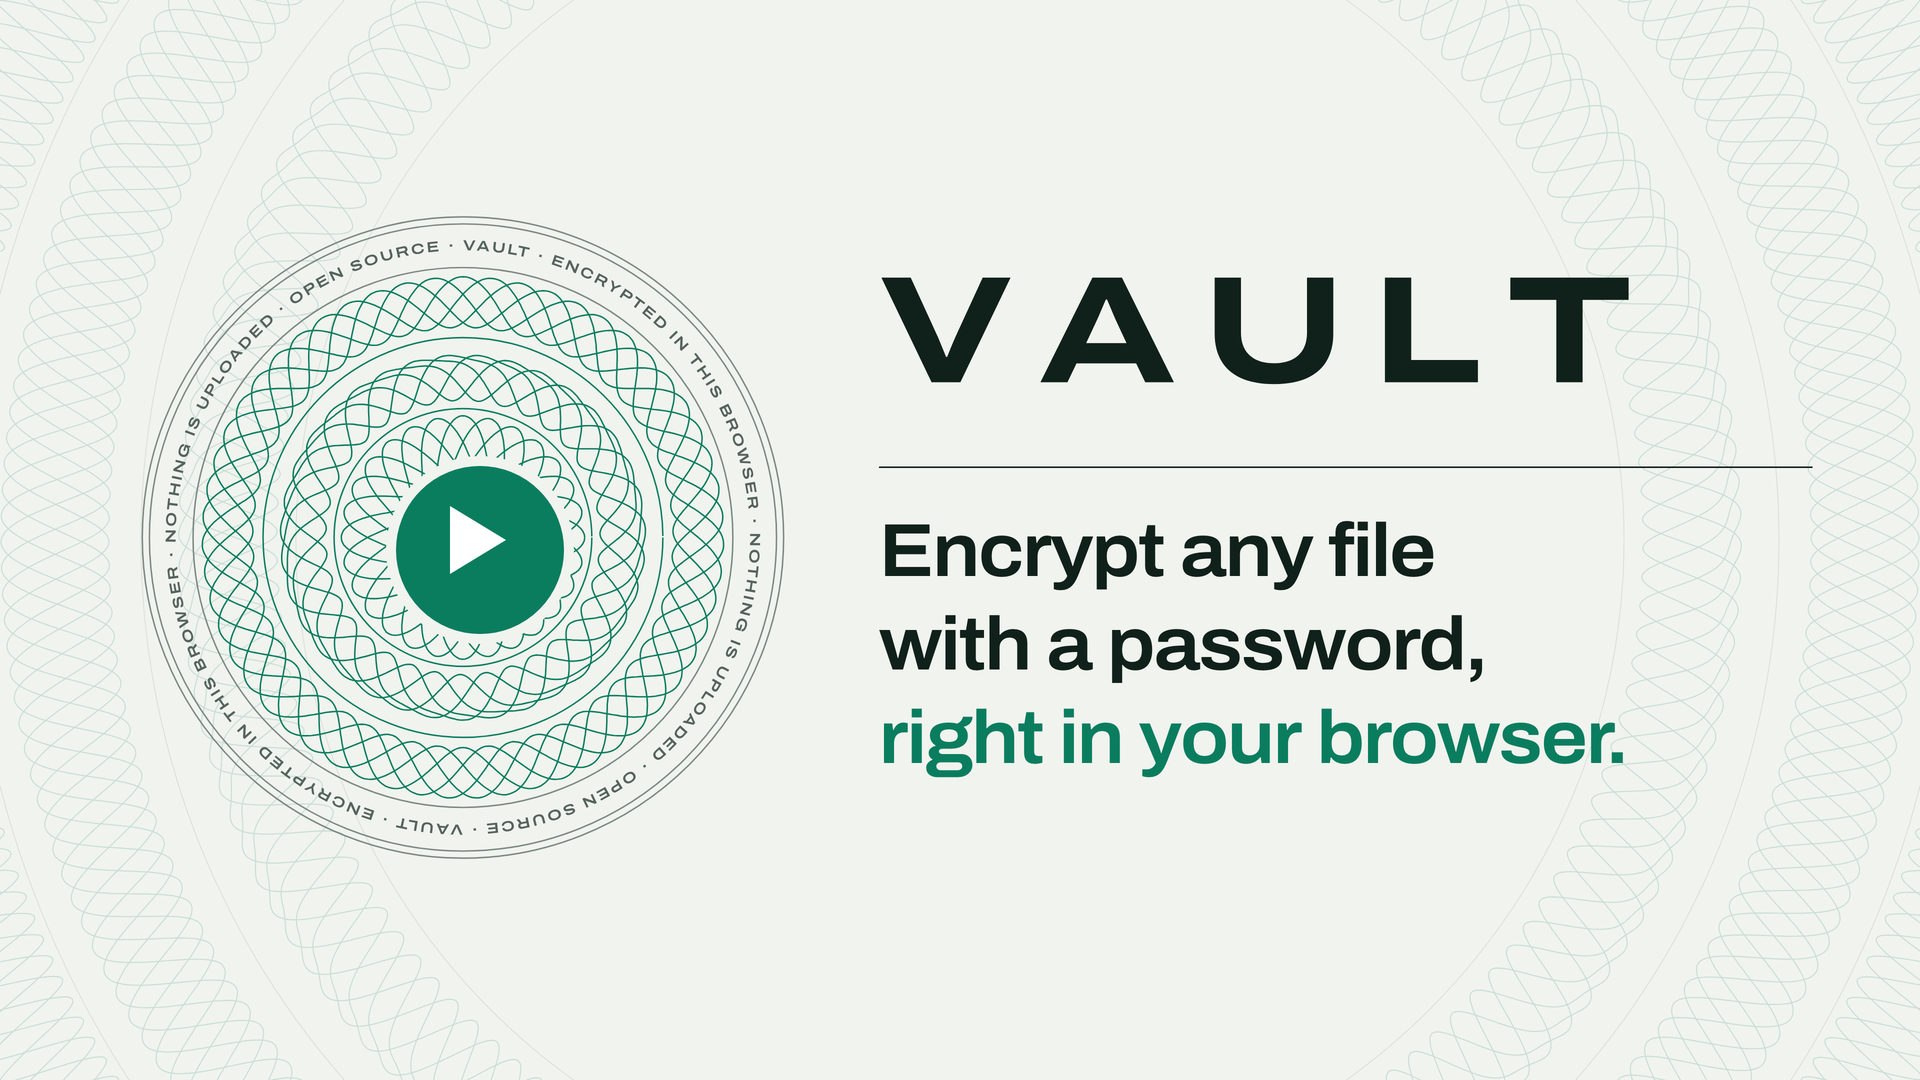 VAULT · ENCRYPTED IN THIS BROWSER · NOTHING IS UPLOADED · OPEN SOURCE · VAULT · ENCRYPTED IN THIS BROWSER · NOTHING IS UPLOADED · OPEN SOURCE ·
VAULT
Encrypt any file
with a password,
right in your browser.